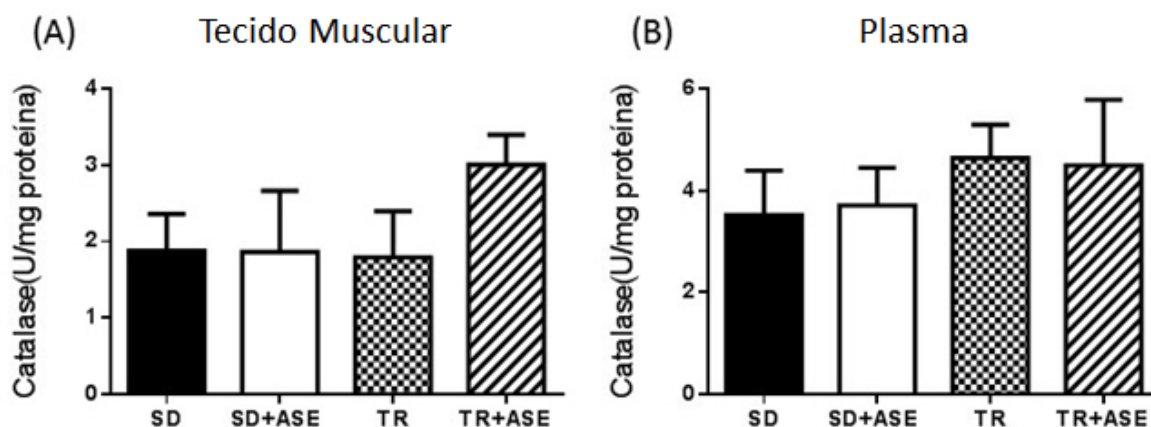 (A) Tecido Muscular
Catalase(U/mg proteína)
4
3
2
1
0
SD SD+ASE TR TR+ASE
(B) Plasma
Catalase(U/mg proteína)
6
4
2
0
SD SD+ASE TR TR+ASE